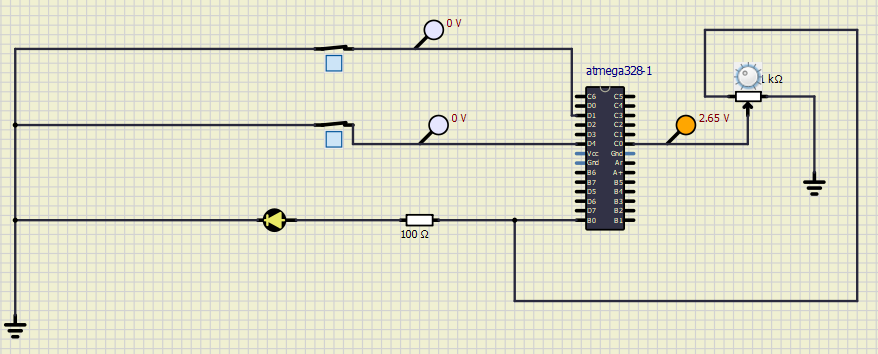 0 V
atmega328-1
1 kΩ
C6 C5
D0 C4
D1 C3
D2 C2
D3 C1
D4 C0
Vcc Gnd
Gnd Ar
B6 A+
B7 B5
D5 B4
D6 B3
D7 B2
B0 B1
0 V
2.65 V
100 Ω